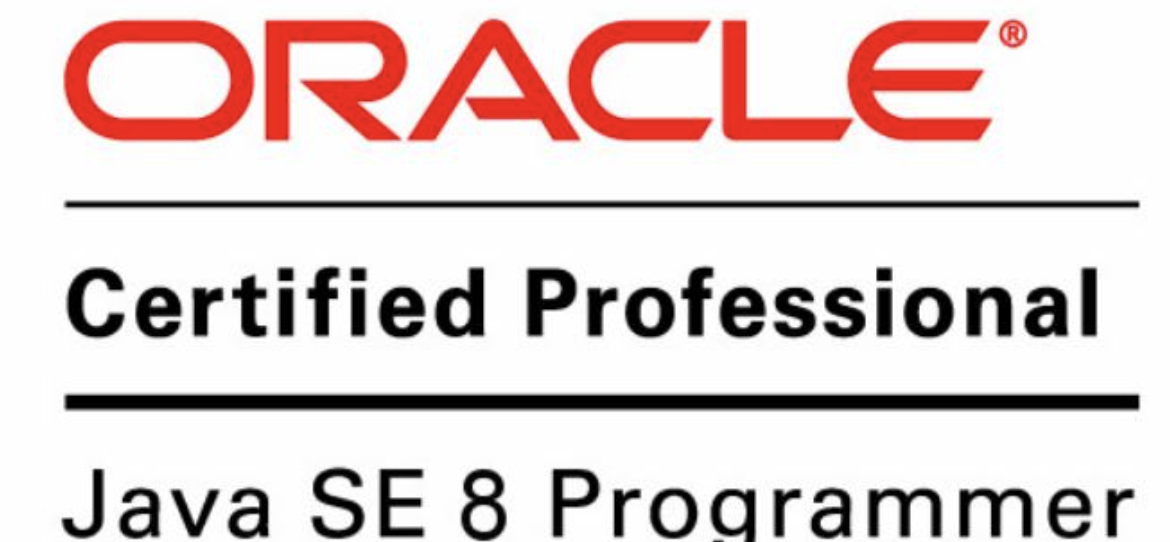 ORACLE®
Certified Professional
Java SE 8 Programmer